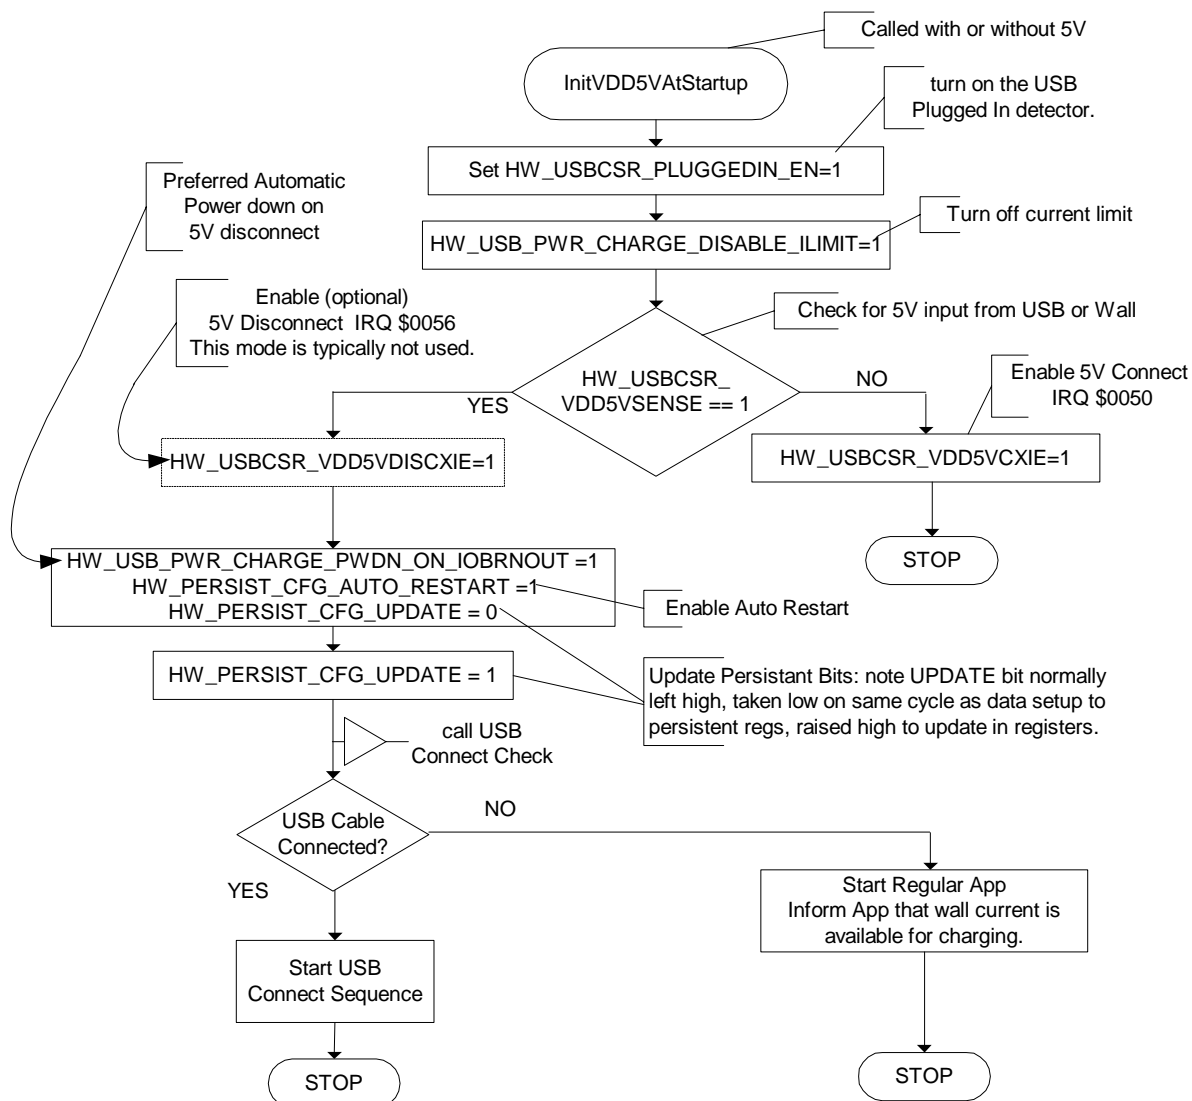 Called with or without 5V
InitVDD5VAtStartup
turn on the USB
Plugged In detector.
Set HW_USBCSR_PLUGGEDIN_EN=1
Preferred Automatic
Power down on
5V disconnect
Turn off current limit
HW_USB_PWR_CHARGE_DISABLE_ILIMIT=1
Enable (optional)
5V Disconnect  IRQ $0056
This mode is typically not used.
Check for 5V input from USB or Wall
HW_USBCSR_
VDD5VSENSE == 1
YES
NO
Enable 5V Connect
IRQ $0050
HW_USBCSR_VDD5VDISCXIE=1
HW_USBCSR_VDD5VCXIE=1
STOP
HW_USB_PWR_CHARGE_PWDN_ON_IOBRNOUT =1
HW_PERSIST_CFG_AUTO_RESTART =1
HW_PERSIST_CFG_UPDATE = 0
Enable Auto Restart
HW_PERSIST_CFG_UPDATE = 1
Update Persistant Bits: note UPDATE bit normally
left high, taken low on same cycle as data setup to
persistent regs, raised high to update in registers.
call USB
Connect Check
USB Cable
Connected?
NO
YES
Start Regular App
Inform App that wall current is
available for charging.
Start USB
Connect Sequence
STOP
STOP